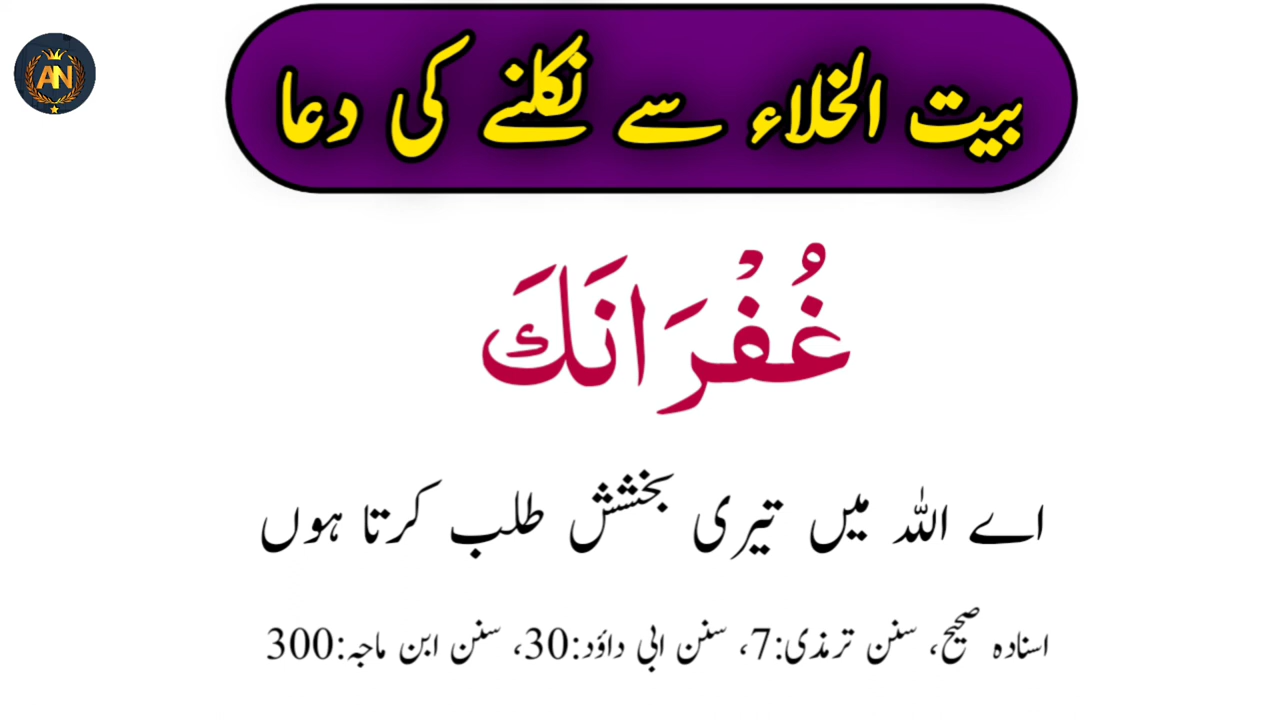 AN
بیت الخلاء سے نکلنے کی دعا
غُفْرَانَكَ
اے اللہ میں تیری بخشش طلب کرتا ہوں
اسنادہ صحیح، سنن ترمذی:7، سنن ابی داؤد:30، سنن ابن ماجہ:300